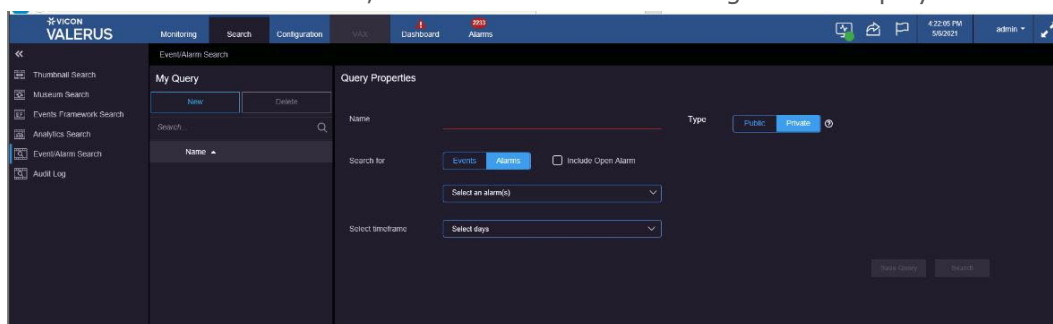 VICON
VALERUS
Monitoring
Search
Configuration
VAX
Dashboard
2233
Alarms
4:22:05 PM
5/6/2021
admin
Event/Alarm Search
Thumbnail Search
Museum Search
Events Framework Search
Analytics Search
Event/Alarm Search
Audit Log
My Query
New
Delete
Search...
Name
Query Properties
Name
Type
Public
Private
Search for
Events
Alarms
Include Open Alarm
Select an alarm(s)
Select timeframe
Select days
Save Query
Search